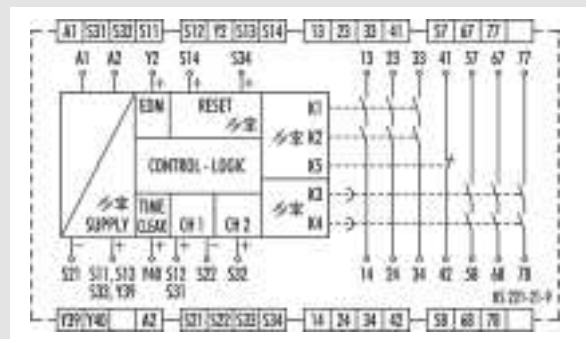 A1 S31 S32 S11 S12 Y2 S13 S14 13 23 33 41 57 67 77
A1 A2 Y2 S14 S34 13 23 33 41 57 67 77
EDM RESET K1
K2
CONTROL - LOGIC K5
TIME K3
SUPPLY CLEAR CH 1 CH 2 K4
S21 S11, S13 Y40 S12 S22 S32 14 24 34 42 58 68 78
S33, Y39 S31
Y39 Y40 A2 S21 S22 S33 S34 14 24 34 42 58 68 78